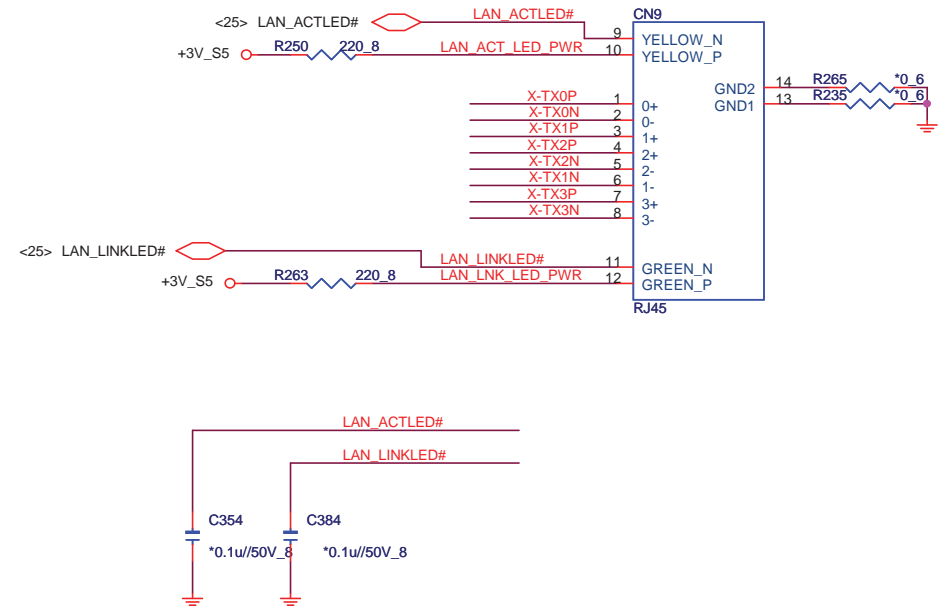 <25> LAN_ACTLED#
LAN_ACTLED#
CN9
+3V_S5
R250
220_8
LAN_ACT_LED_PWR
9
10
YELLOW_N
YELLOW_P
GND2
GND1
14
13
R265
*0_6
R235
*0_6
X-TX0P
1
0+
X-TX0N
2
0-
X-TX1P
3
1+
X-TX2P
4
2+
X-TX2N
5
2-
X-TX1N
6
1-
X-TX3P
7
3+
X-TX3N
8
3-
<25> LAN_LINKLED#
LAN_LINKLED#
11
GREEN_N
+3V_S5
R263
220_8
LAN_LNK_LED_PWR
12
GREEN_P
RJ45
LAN_ACTLED#
LAN_LINKLED#
C354
*0.1u//50V_8
C384
*0.1u//50V_8